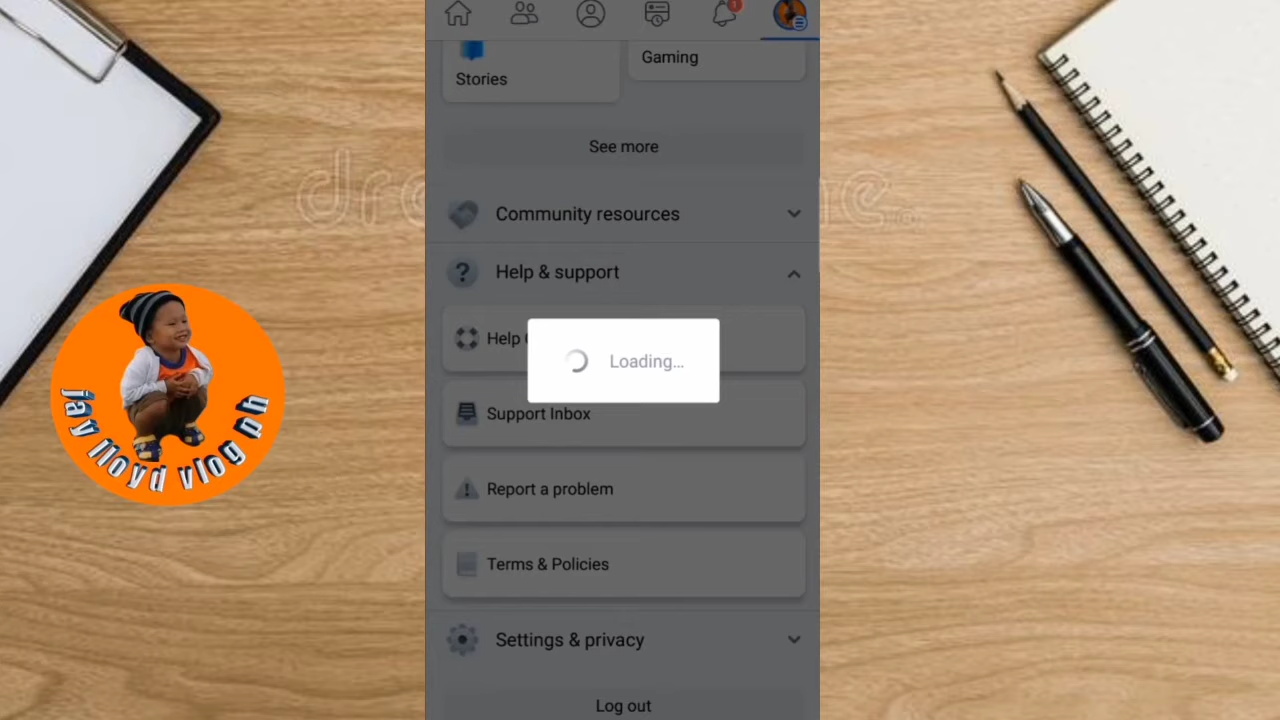 1
Stories
Gaming
See more
Community resources
?
Help & support
Help
Loading...
Support Inbox
Report a problem
Terms & Policies
Settings & privacy
Log out
jay lloyd vlog ph